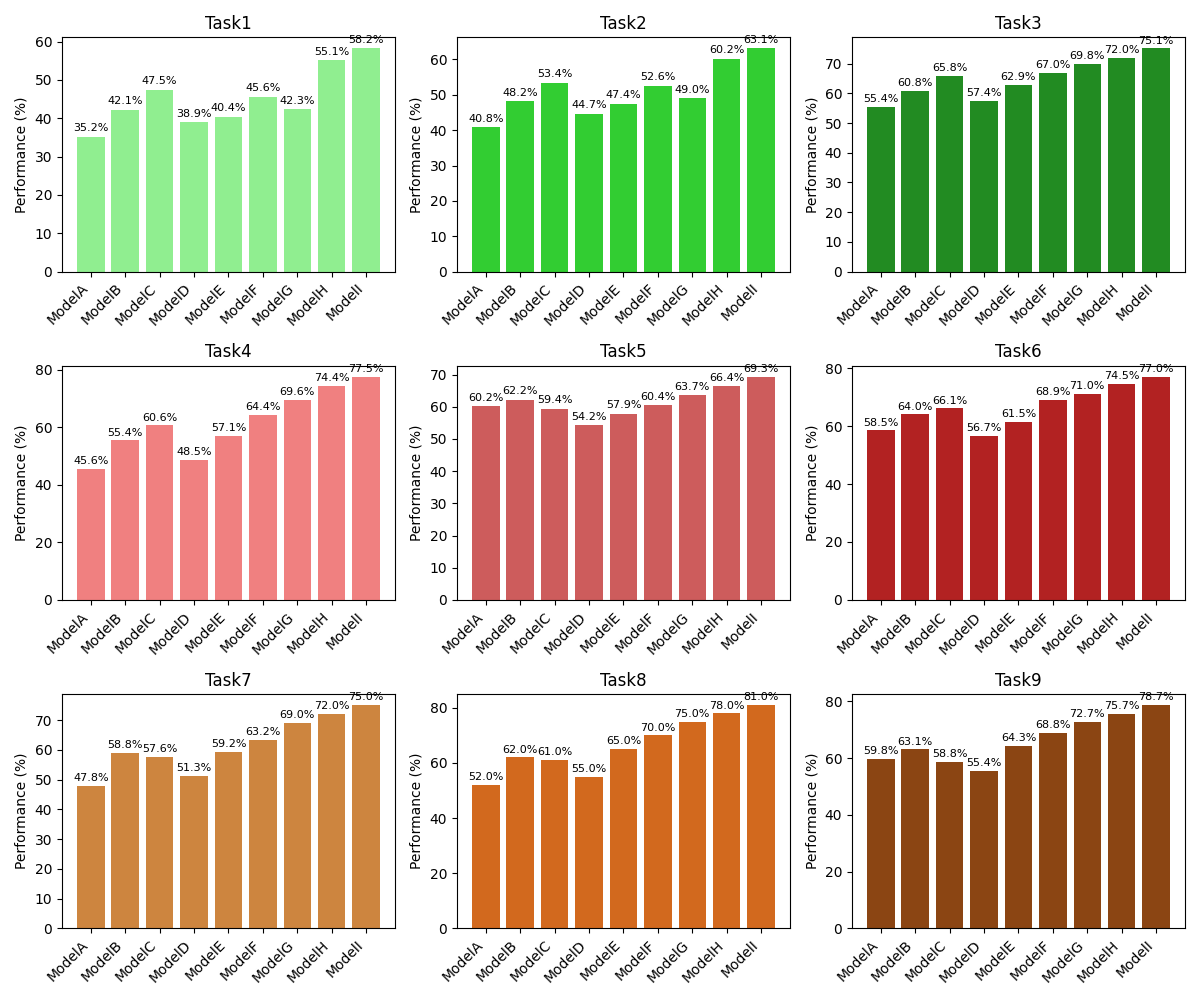 Task1
Performance (%)
60
50
40
30
20
10
0
35.2%
42.1%
47.5%
38.9%
40.4%
45.6%
42.3%
55.1%
58.2%
ModelA
ModelB
ModelC
ModelD
ModelE
ModelF
ModelG
ModelH
ModelI
Task2
Performance (%)
60
50
40
30
20
10
0
40.8%
48.2%
53.4%
44.7%
47.4%
52.6%
49.0%
60.2%
63.1%
ModelA
ModelB
ModelC
ModelD
ModelE
ModelF
ModelG
ModelH
ModelI
Task3
Performance (%)
70
60
50
40
30
20
10
0
55.4%
60.8%
65.8%
57.4%
62.9%
67.0%
69.8%
72.0%
75.1%
ModelA
ModelB
ModelC
ModelD
ModelE
ModelF
ModelG
ModelH
ModelI
Task4
Performance (%)
80
60
40
20
0
45.6%
55.4%
60.6%
48.5%
57.1%
64.4%
69.6%
74.4%
77.5%
ModelA
ModelB
ModelC
ModelD
ModelE
ModelF
ModelG
ModelH
ModelI
Task5
Performance (%)
70
60
50
40
30
20
10
0
60.2%
62.2%
59.4%
54.2%
57.9%
60.4%
63.7%
66.4%
69.3%
ModelA
ModelB
ModelC
ModelD
ModelE
ModelF
ModelG
ModelH
ModelI
Task6
Performance (%)
80
60
40
20
0
58.5%
64.0%
66.1%
56.7%
61.5%
68.9%
71.0%
74.5%
77.0%
ModelA
ModelB
ModelC
ModelD
ModelE
ModelF
ModelG
ModelH
ModelI
Task7
Performance (%)
70
60
50
40
30
20
10
0
47.8%
58.8%
57.6%
51.3%
59.2%
63.2%
69.0%
72.0%
75.0%
ModelA
ModelB
ModelC
ModelD
ModelE
ModelF
ModelG
ModelH
ModelI
Task8
Performance (%)
80
60
40
20
0
52.0%
62.0%
61.0%
55.0%
65.0%
70.0%
75.0%
78.0%
81.0%
ModelA
ModelB
ModelC
ModelD
ModelE
ModelF
ModelG
ModelH
ModelI
Task9
Performance (%)
80
60
40
20
0
59.8%
63.1%
58.8%
55.4%
64.3%
68.8%
72.7%
75.7%
78.7%
ModelA
ModelB
ModelC
ModelD
ModelE
ModelF
ModelG
ModelH
ModelI